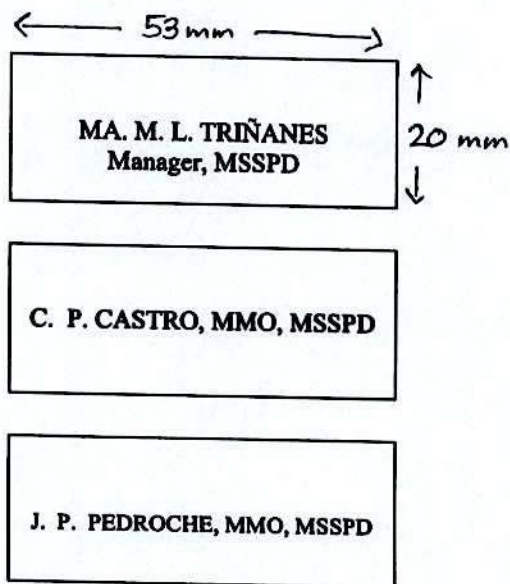 53 mm
MA. M. L. TRIÑANES
Manager, MSSPD
20 mm
C. P. CASTRO, MMO, MSSPD
J. P. PEDROCHE, MMO, MSSPD